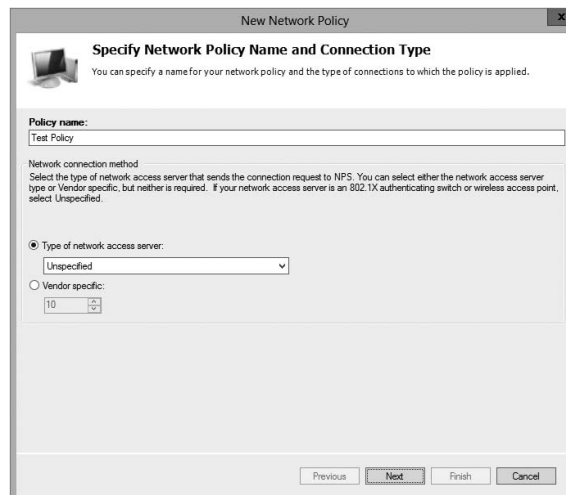 New Network Policy
x
Specify Network Policy Name and Connection Type
You can specify a name for your network policy and the type of connections to which the policy is applied.
Policy name:
Test Policy
Network connection method
Select the type of network access server that sends the connection request to NPS. You can select either the network access server
type or Vendor specific, but neither is required. If your network access server is an 802.1X authenticating switch or wireless access point,
select Unspecified.
Type of network access server:
Unspecified
Vendor specific:
10
Previous Next Finish Cancel